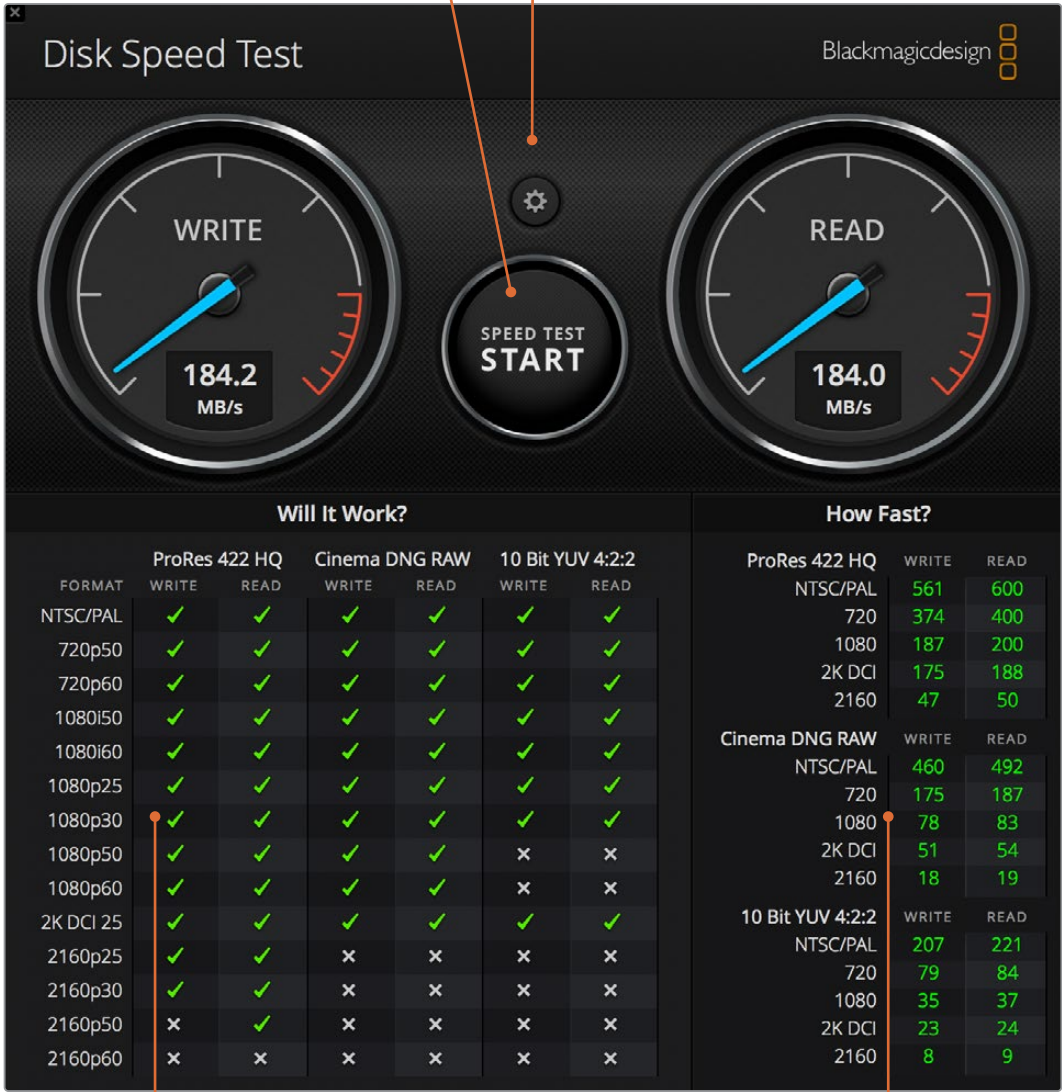 Disk Speed Test
Blackmagicdesign
WRITE
184.2
MB/s
SPEED TEST
START
READ
184.0
MB/s
Will It Work?
ProRes 422 HQ Cinema DNG RAW 10 Bit YUV 4:2:2
FORMAT WRITE READ WRITE READ WRITE READ
NTSC/PAL ✓ ✓ ✓ ✓ ✓ ✓
720p50 ✓ ✓ ✓ ✓ ✓ ✓
720p60 ✓ ✓ ✓ ✓ ✓ ✓
1080i50 ✓ ✓ ✓ ✓ ✓ ✓
1080i60 ✓ ✓ ✓ ✓ ✓ ✓
1080p25 ✓ ✓ ✓ ✓ ✓ ✓
1080p30 ✓ ✓ ✓ ✓ ✓ ✓
1080p50 ✓ ✓ ✓ ✓ × ×
1080p60 ✓ ✓ ✓ ✓ × ×
2K DCI 25 ✓ ✓ ✓ ✓ ✓ ✓
2160p25 ✓ ✓ × × × ×
2160p30 ✓ ✓ × × × ×
2160p50 × ✓ × × × ×
2160p60 × × × × × ×
How Fast?
ProRes 422 HQ WRITE READ
NTSC/PAL 561 600
720 374 400
1080 187 200
2K DCI 175 188
2160 47 50
Cinema DNG RAW WRITE READ
NTSC/PAL 460 492
720 175 187
1080 78 83
2K DCI 51 54
2160 18 19
10 Bit YUV 4:2:2 WRITE READ
NTSC/PAL 207 221
720 79 84
1080 35 37
2K DCI 23 24
2160 8 9